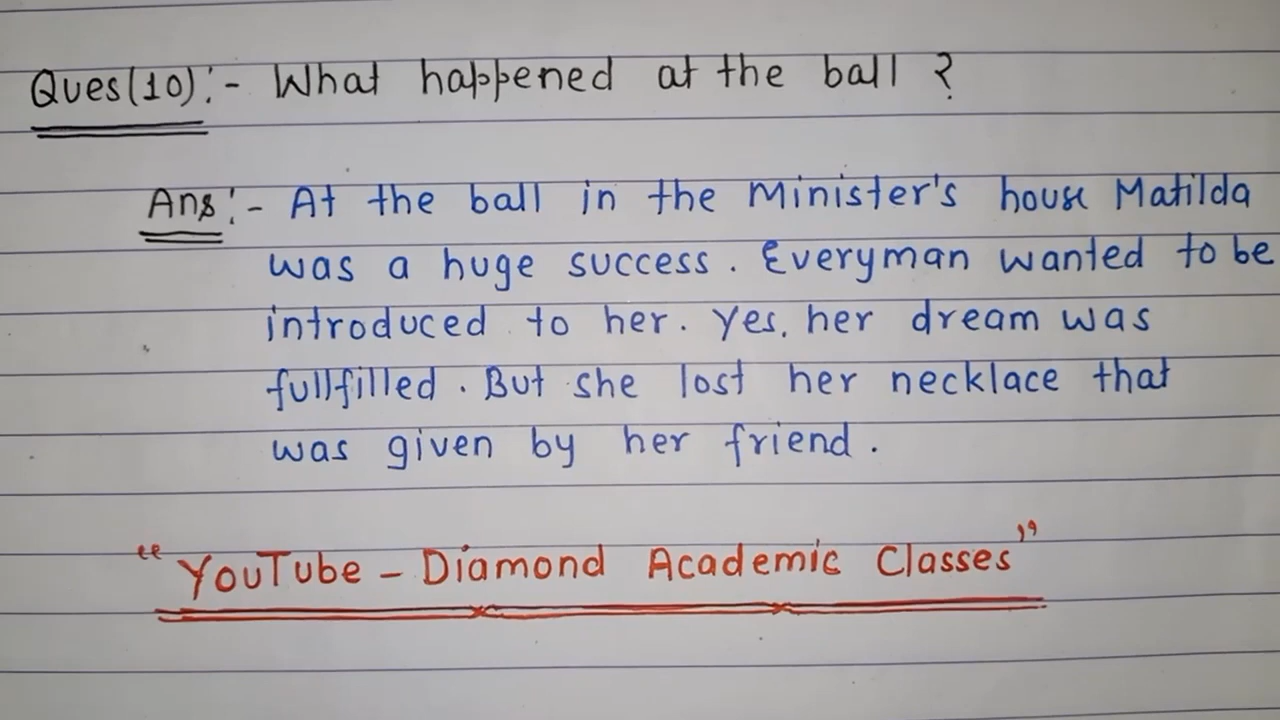 Ques(10):- What happened at the ball ?
Ans:- At the ball in the Minister's house Matilda
was a huge success. Everyman wanted to be
introduced to her. Yes, her dream was
fullfilled. But she lost her necklace that
was given by her friend.
"YouTube - Diamond Academic Classes"